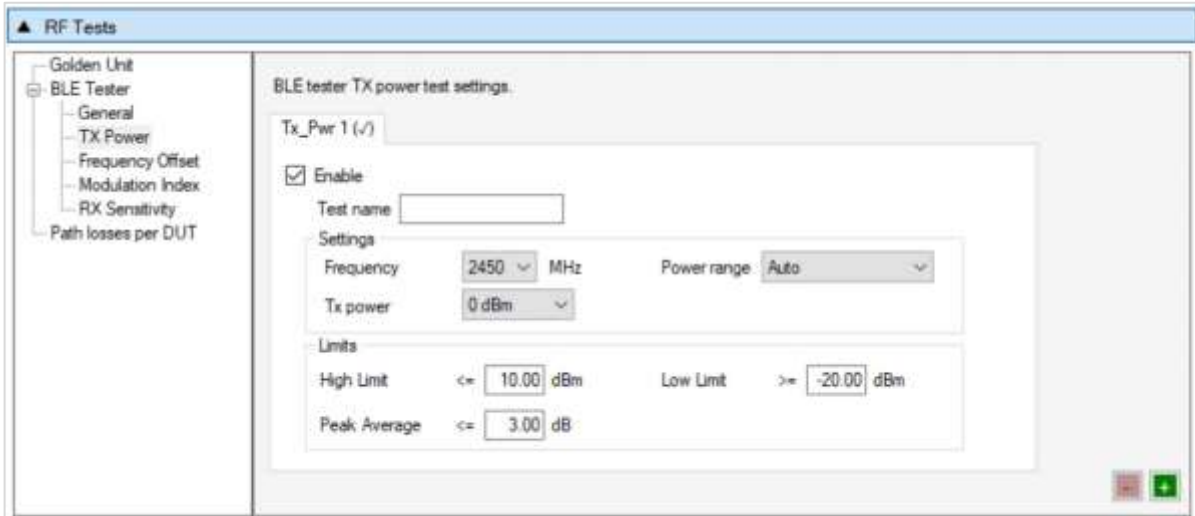 ▲ RF Tests
Golden Unit
BLE Tester
General
TX Power
Frequency Offset
Modulation Index
RX Sensitivity
Path losses per DUT
BLE tester TX power test settings.
Tx_Pwr 1 (√)
Enable
Test name
Settings
Frequency 2450 MHz Power range Auto
Tx power 0 dBm
Limits
High Limit <= 10.00 dBm Low Limit >= -20.00 dBm
Peak Average <= 3.00 dB
- +